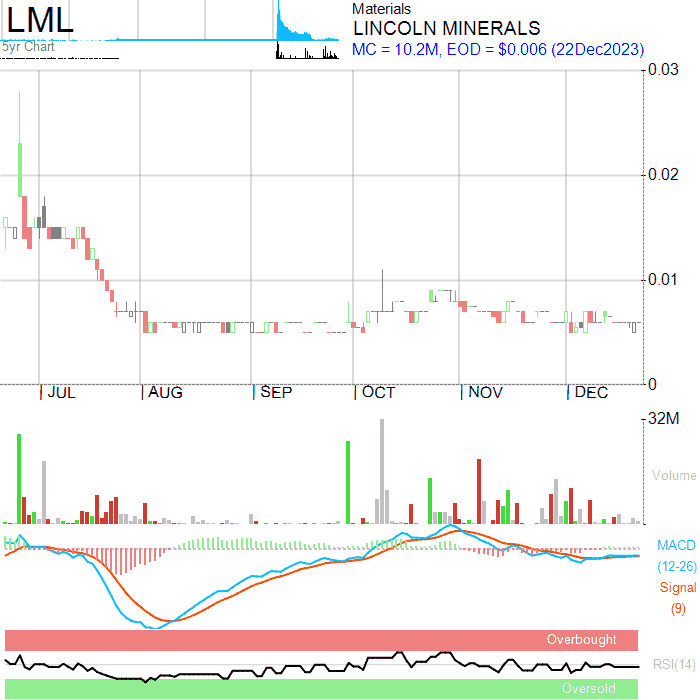 LML
5yr Chart
Materials
LINCOLN MINERALS
MC = 10.2M, EOD = $0.006 (22Dec2023)
0.03
0.02
0.01
0
JUL AUG SEP OCT NOV DEC
32M
Volume
MACD
(12-26)
Signal
(9)
Overbought
RSI(14)
Oversold